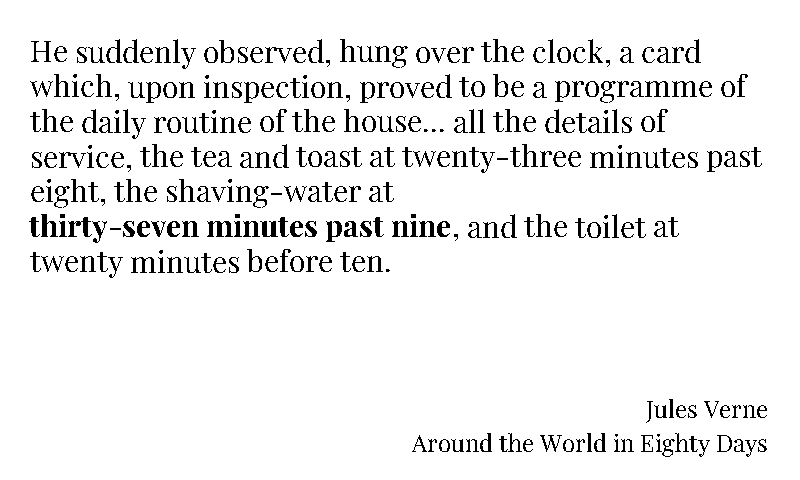 He suddenly observed, hung over the clock, a card
which, upon inspection, proved to be a programme of
the daily routine of the house... all the details of
service, the tea and toast at twenty-three minutes past
eight, the shaving-water at
thirty-seven minutes past nine, and the toilet at
twenty minutes before ten.
Jules Verne
Around the World in Eighty Days